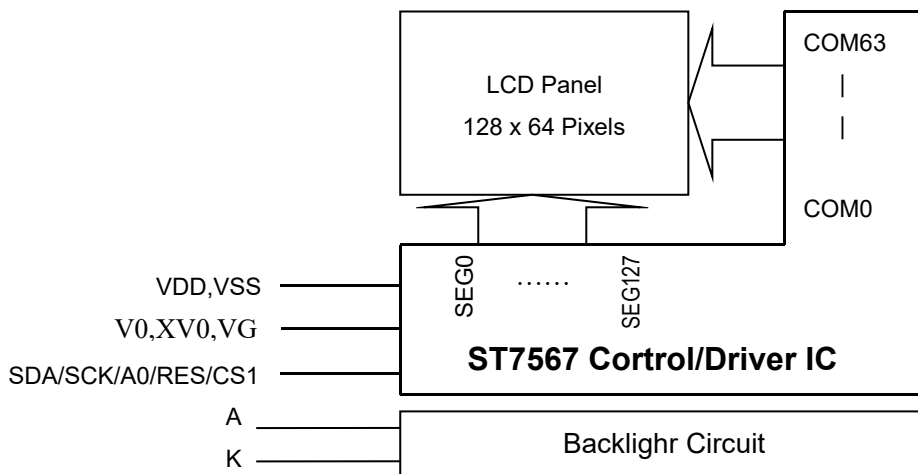 COM63
LCD Panel
128 x 64 Pixels
COM0
SEG0 ...... SEG127
VDD,VSS
V0,XV0,VG
ST7567 Cortrol/Driver IC
SDA/SCK/A0/RES/CS1
A
Backlighr Circuit
K